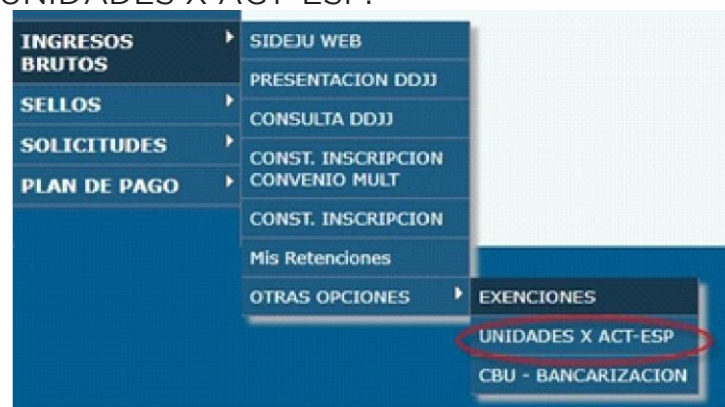 UNIDADES X ACT-ESP.
INGRESOS
BRUTOS
SELLOS
SOLICITUDES
PLAN DE PAGO
SIDEJU WEB
PRESENTACION DDJJ
CONSULTA DDJJ
CONST. INSCRIPCION
CONVENIO MULT
CONST. INSCRIPCION
Mis Retenciones
OTRAS OPCIONES
EXENCIONES
UNIDADES X ACT-ESP
CBU - BANCARIZACION